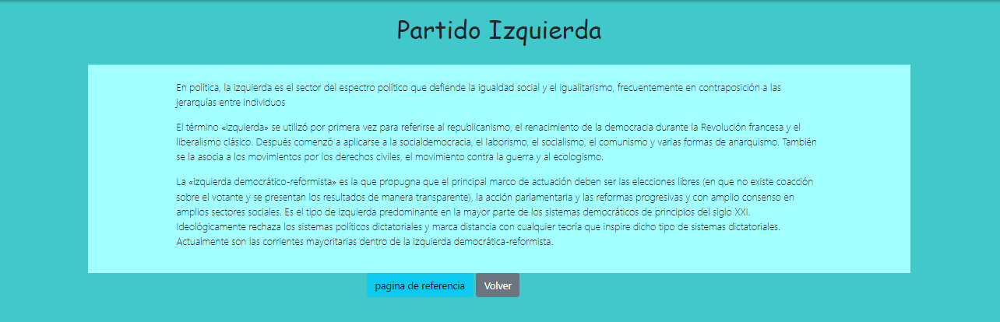 Partido Izquierda
En política, la izquierda es el sector del espectro político que defiende la igualdad social y el igualitarismo, frecuentemente en contraposición a las
jerarquías entre individuos
El término «izquierda» se utilizó por primera vez para referirse al republicanismo, el renacimiento de la democracia durante la Revolución francesa y el
liberalismo clásico. Después comenzó a aplicarse a la socialdemocracia, el laborismo, el socialismo, el comunismo y varias formas de anarquismo. También
se la asocia a los movimientos por los derechos civiles, el movimiento contra la guerra y al ecologismo.
La «izquierda democrático-reformista» es la que propugna que el principal marco de actuación deben ser las elecciones libres (en que no existe coacción
sobre el votante y se presentan los resultados de manera transparente), la acción parlamentaria y las reformas progresivas y con amplio consenso en
amplios sectores sociales. Es el tipo de izquierda predominante en la mayor parte de los sistemas democráticos de principios del siglo XXI.
Ideológicamente rechaza los sistemas políticos dictatoriales y marca distancia con cualquier teoría que inspire dicho tipo de sistemas dictatoriales.
Actualmente son las corrientes mayoritarias dentro de la izquierda democrática-reformista.
pagina de referencia Volver